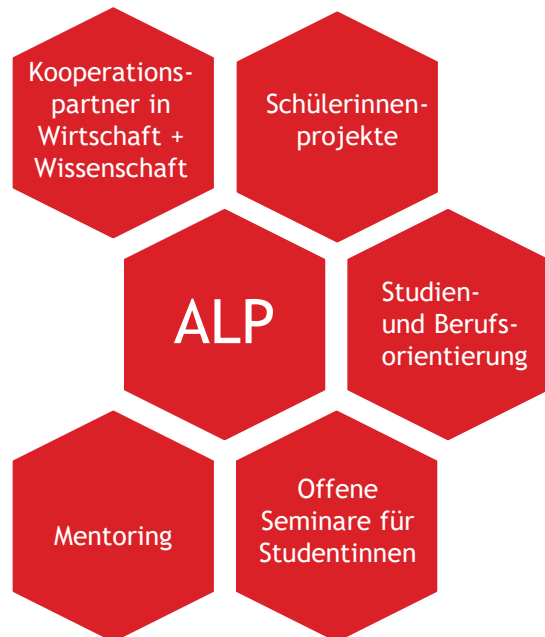 Kooperations-
partner in
Wirtschaft +
Wissenschaft
Schülerinnen-
projekte
ALP
Studien-
und Berufs-
orientierung
Mentoring
Offene
Seminare für
Studentinnen